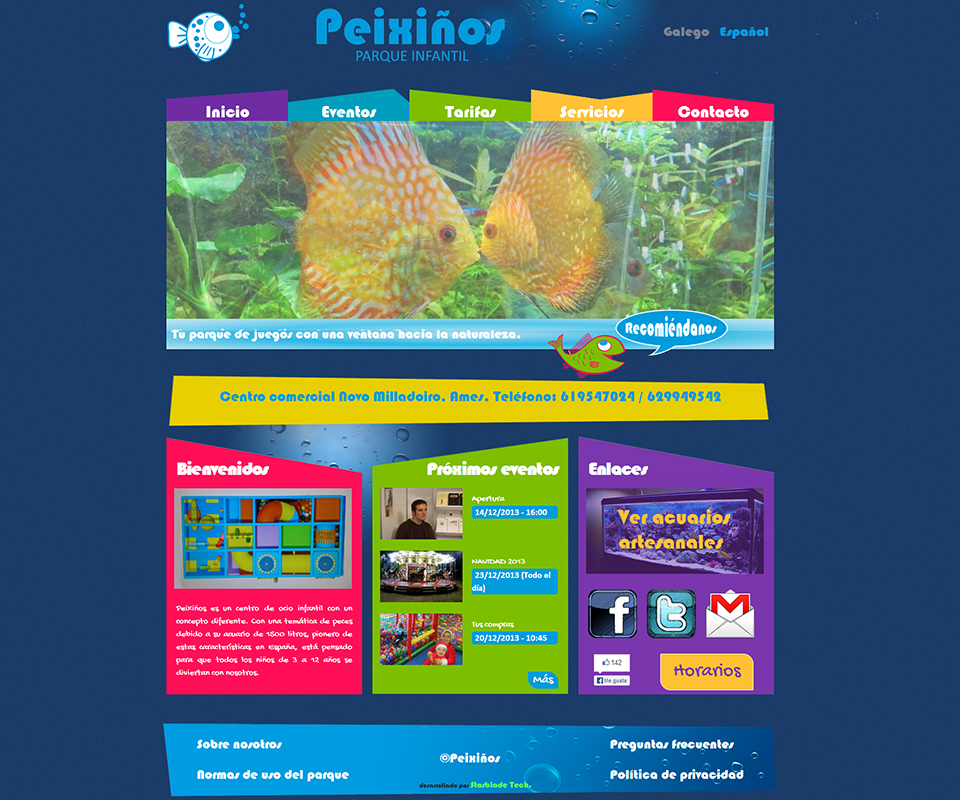 Peixiños
PARQUE INFANTIL
Galego Español
Inicio Eventos Tarifas Servicios Contacto
Tu parque de juegos con una ventana hacía la naturaleza.
Recomiéndanos
Centro comercial Novo Milladoiro, Ames. Teléfono: 619547024 / 629949542
Bienvenidos
Peixiños es un centro de ocio infantil con un
concepto diferente. Con una temática de peces
debido a su acuario de 1500 litros, pionero de
estas características en España, está pensado
para que todos los niños de 3 a 12 años se
diviertan con nosotros.
Próximos eventos
Apertura
14/12/2013 - 16:00
NAVIDAD 2013
23/12/2013 (Todo el
día)
Tus compras
20/12/2013 - 10:45
Más
Enlaces
Ver acuarios
artesanales
142
Me gusta
Horarios
Sobre nosotros
Normas de uso del parque
©Peixiños
desarrollado por Starblade Tech.
Preguntas frecuentes
Política de privacidad